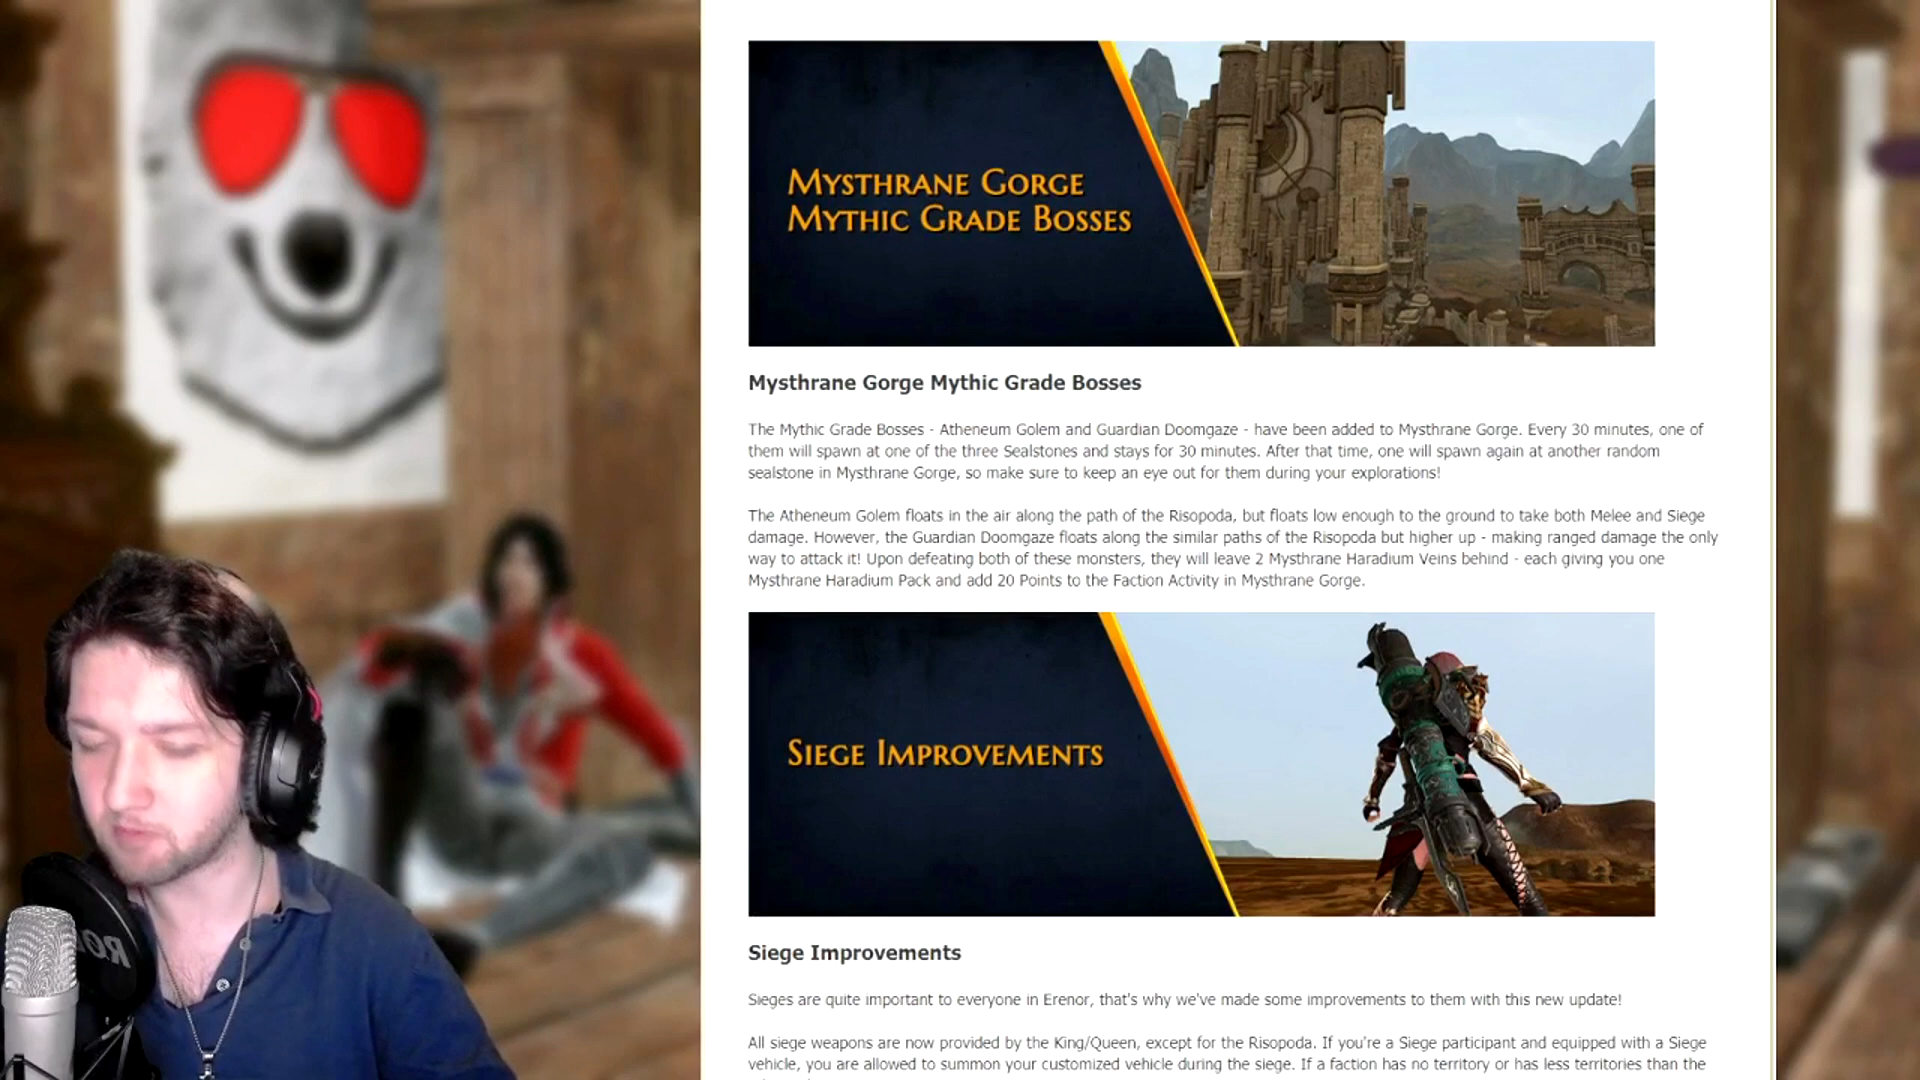 MYSTHRANE GORGE
MYTHIC GRADE BOSSES
Mysthrane Gorge Mythic Grade Bosses
The Mythic Grade Bosses - Atheneum Golem and Guardian Doomgaze - have been added to Mysthrane Gorge. Every 30 minutes, one of
them will spawn at one of the three Sealstones and stays for 30 minutes. After that time, one will spawn again at another random
sealstone in Mysthrane Gorge, so make sure to keep an eye out for them during your explorations!
The Atheneum Golem floats in the air along the path of the Risopoda, but floats low enough to the ground to take both Melee and Siege
damage. However, the Guardian Doomgaze floats along the similar paths of the Risopoda but higher up - making ranged damage the only
way to attack it! Upon defeating both of these monsters, they will leave 2 Mysthrane Haradium Veins behind - each giving you one
Mysthrane Haradium Pack and add 20 Points to the Faction Activity in Mysthrane Gorge.
SIEGE IMPROVEMENTS
Siege Improvements
Sieges are quite important to everyone in Erenor, that's why we've made some improvements to them with this new update!
All siege weapons are now provided by the King/Queen, except for the Risopoda. If you're a Siege participant and equipped with a Siege
vehicle, you are allowed to summon your customized vehicle during the siege. If a faction has no territory or has less territories than the